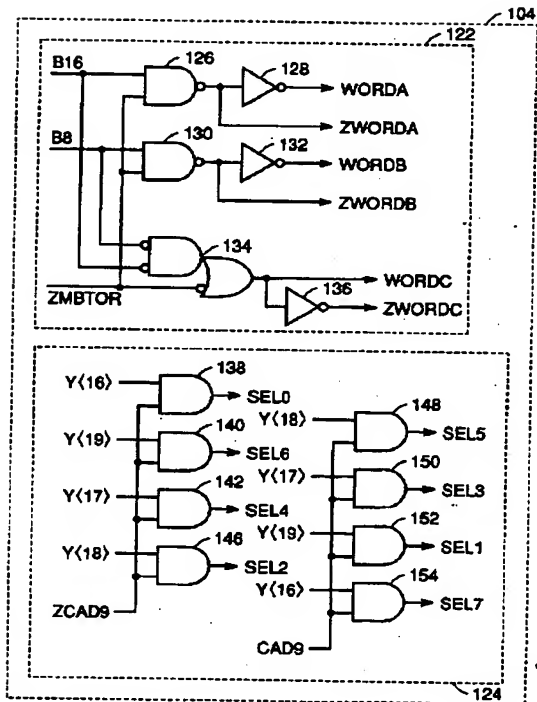 104
122
B16
126
128
WORDA
ZWORDA
B8
130
132
WORDB
ZWORDB
134
WORDC
ZMBTOR
136
ZWORDC
138
Y⟨16⟩
SEL0
140
Y⟨19⟩
SEL6
142
Y⟨17⟩
SEL4
146
Y⟨18⟩
SEL2
ZCAD9
148
Y⟨18⟩
SEL5
150
Y⟨17⟩
SEL3
152
Y⟨19⟩
SEL1
154
Y⟨16⟩
SEL7
CAD9
124